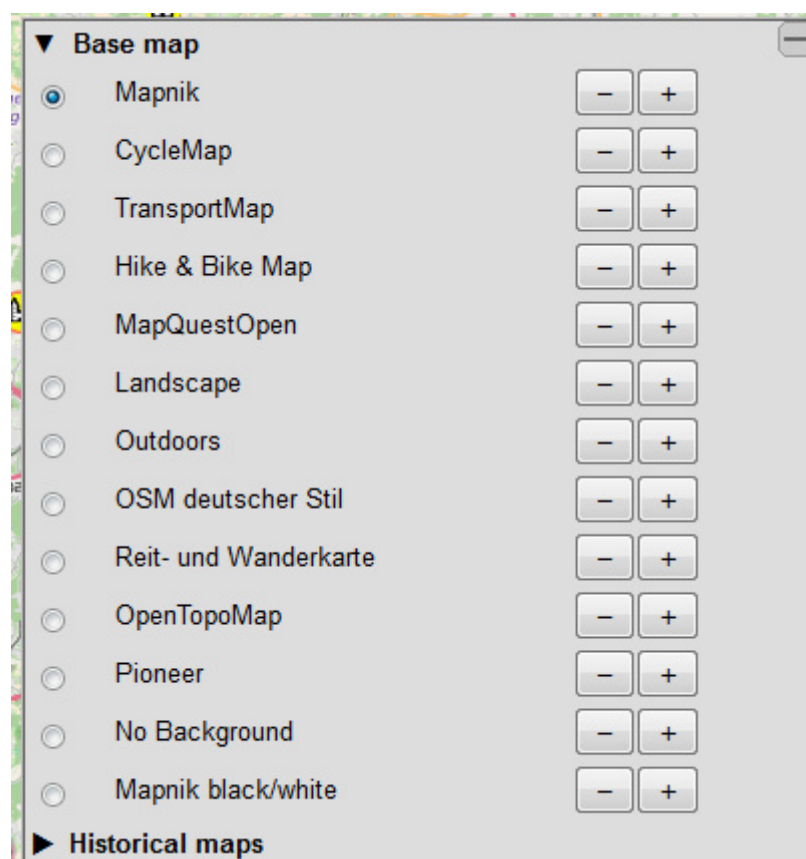 ▼ Base map
Mapnik − +
CycleMap − +
TransportMap − +
Hike & Bike Map − +
MapQuestOpen − +
Landscape − +
Outdoors − +
OSM deutscher Stil − +
Reit- und Wanderkarte − +
OpenTopoMap − +
Pioneer − +
No Background − +
Mapnik black/white − +
▶ Historical maps